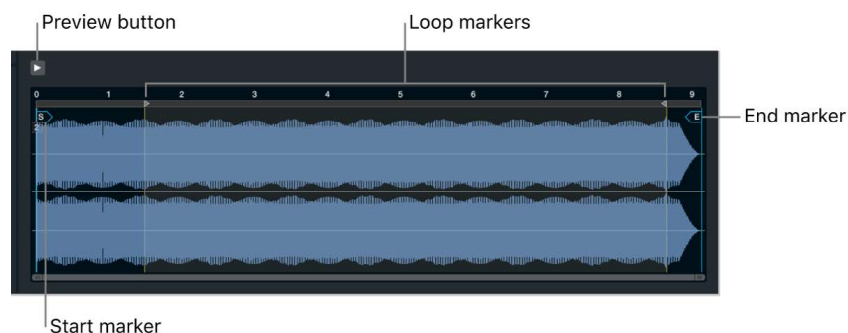 Preview button
Loop markers
0 1 2 3 4 5 6 7 8 9
S
E
End marker
Start marker